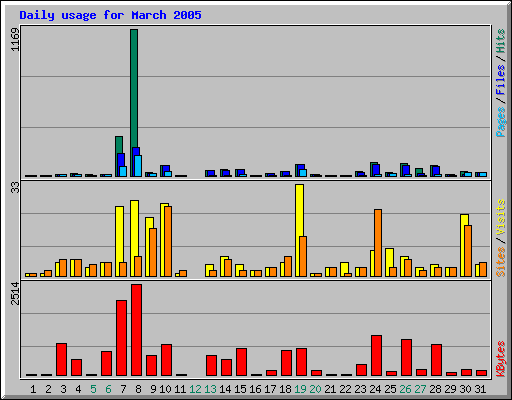 Daily usage for March 2005
1169
33
2514
Pages / Files / Hits
Sites / Visits
KBytes
1 2 3 4 5 6 7 8 9 10 11 12 13 14 15 16 17 18 19 20 21 22 23 24 25 26 27 28 29 30 31